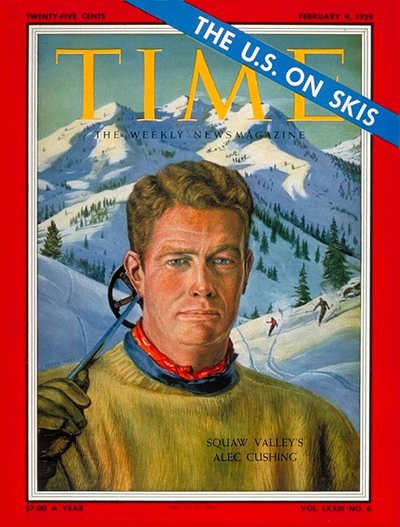 TWENTY-FIVE CENTS
FEBRUARY 9, 1959
THE U.S. ON SKIS
TIME
THE WEEKLY NEWSMAGAZINE
SQUAW VALLEY'S
ALEC CUSHING
$7.00 A YEAR
VOL. LXXIII NO. 6